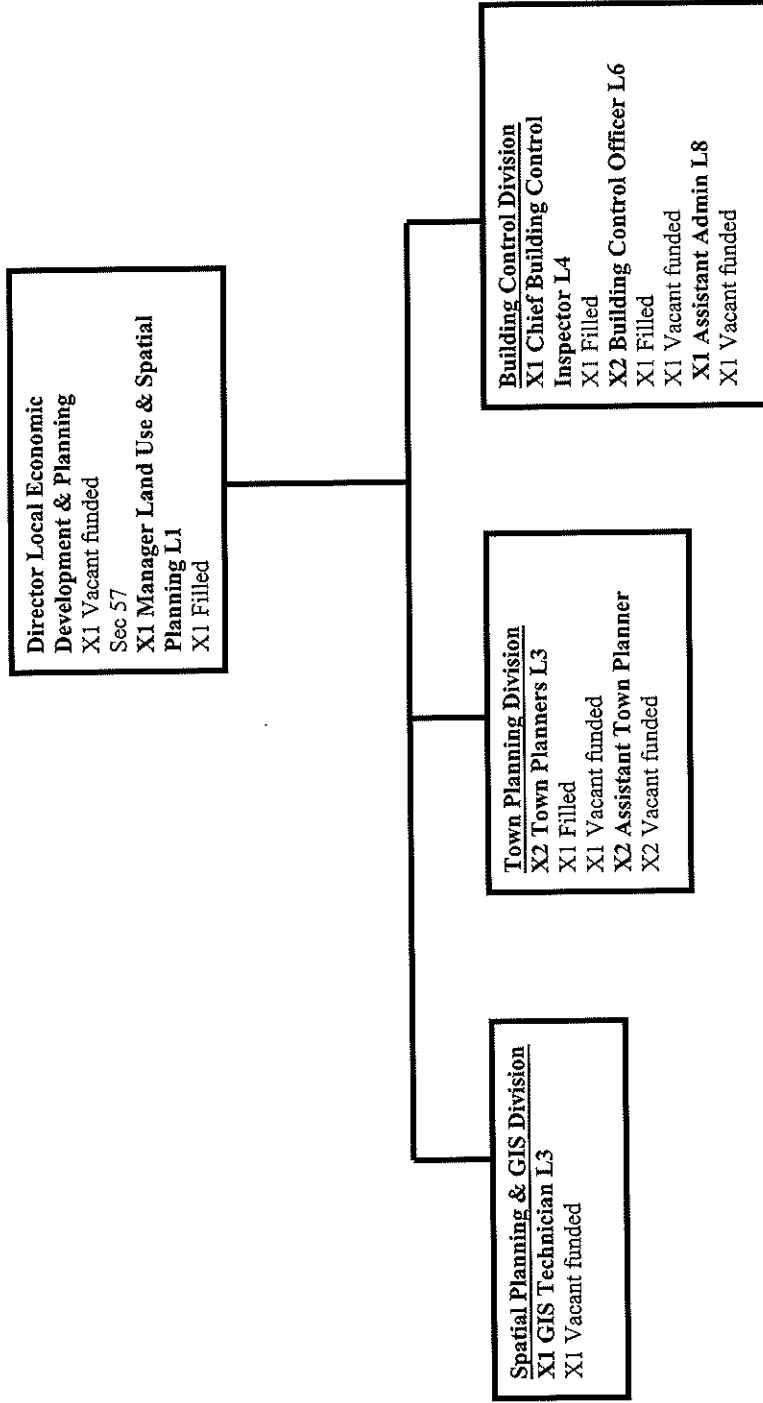 Director Local Economic
Development & Planning
X1 Vacant funded
Sec 57
X1 Manager Land Use & Spatial
Planning L1
X1 Filled
Spatial Planning & GIS Division
X1 GIS Technician L3
X1 Vacant funded
Town Planning Division
X2 Town Planners L3
X1 Filled
X1 Vacant funded
X2 Assistant Town Planner
X2 Vacant funded
Building Control Division
X1 Chief Building Control
Inspector L4
X1 Filled
X2 Building Control Officer L6
X1 Filled
X1 Vacant funded
X1 Assistant Admin L8
X1 Vacant funded